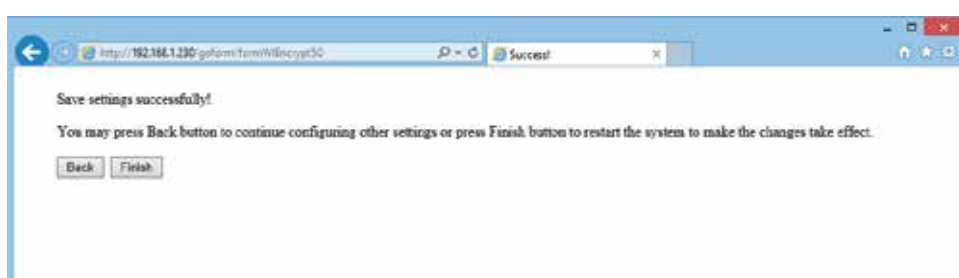 http://192.168.1.230/goform/formWlEncrypt5G
Success!
Save settings successfully!
You may press Back button to continue configuring other settings or press Finish button to restart the system to make the changes take effect.
Back
Finish